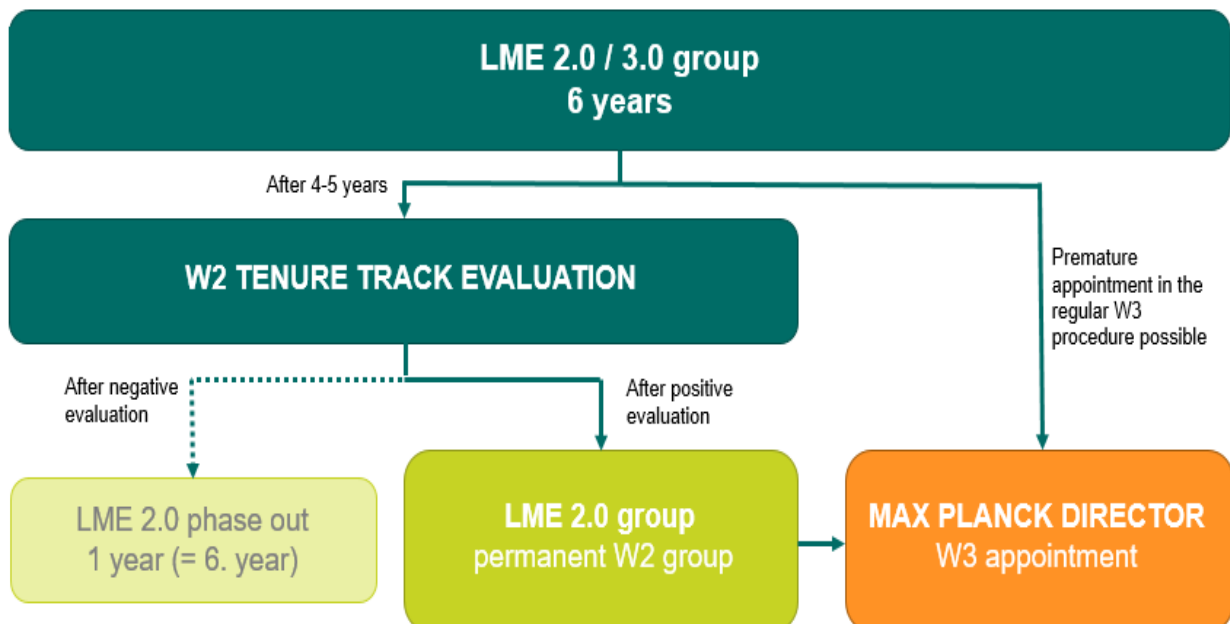 LME 2.0 / 3.0 group
6 years
After 4-5 years
W2 TENURE TRACK EVALUATION
Premature
appointment in the
regular W3
procedure possible
After negative
evaluation
After positive
evaluation
LME 2.0 phase out
1 year (= 6. year)
LME 2.0 group
permanent W2 group
MAX PLANCK DIRECTOR
W3 appointment